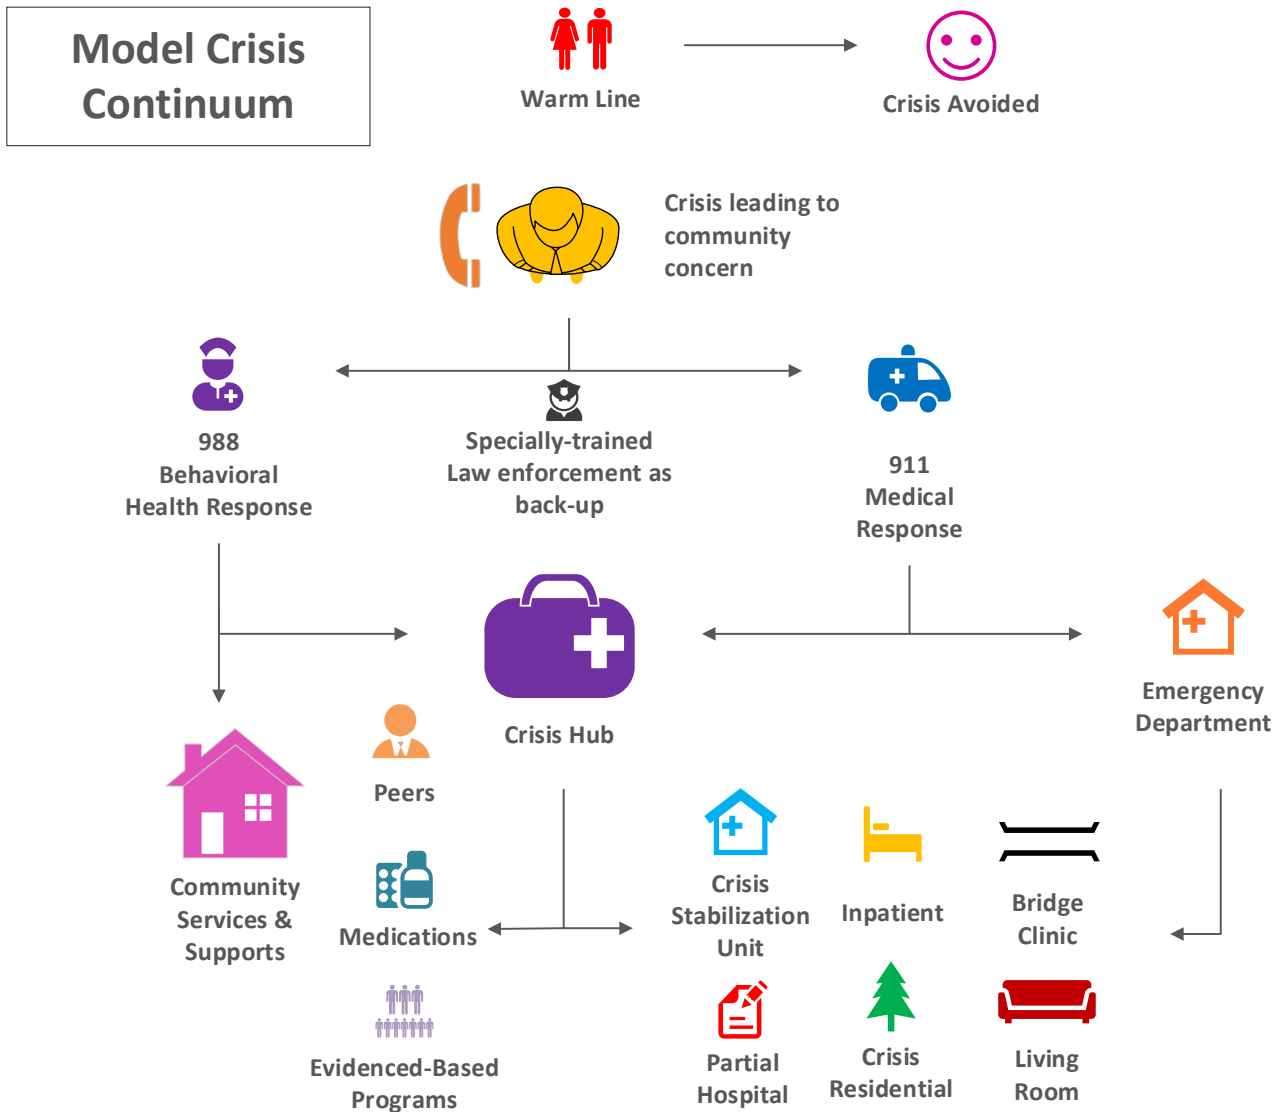 Model Crisis
Continuum
Warm Line
Crisis Avoided
Crisis leading to
community
concern
988
Behavioral
Health Response
Specially-trained
Law enforcement as
back-up
911
Medical
Response
Crisis Hub
Emergency
Department
Community
Services &
Supports
Peers
Medications
Evidenced-Based
Programs
Crisis
Stabilization
Unit
Inpatient
Bridge
Clinic
Partial
Hospital
Crisis
Residential
Living
Room